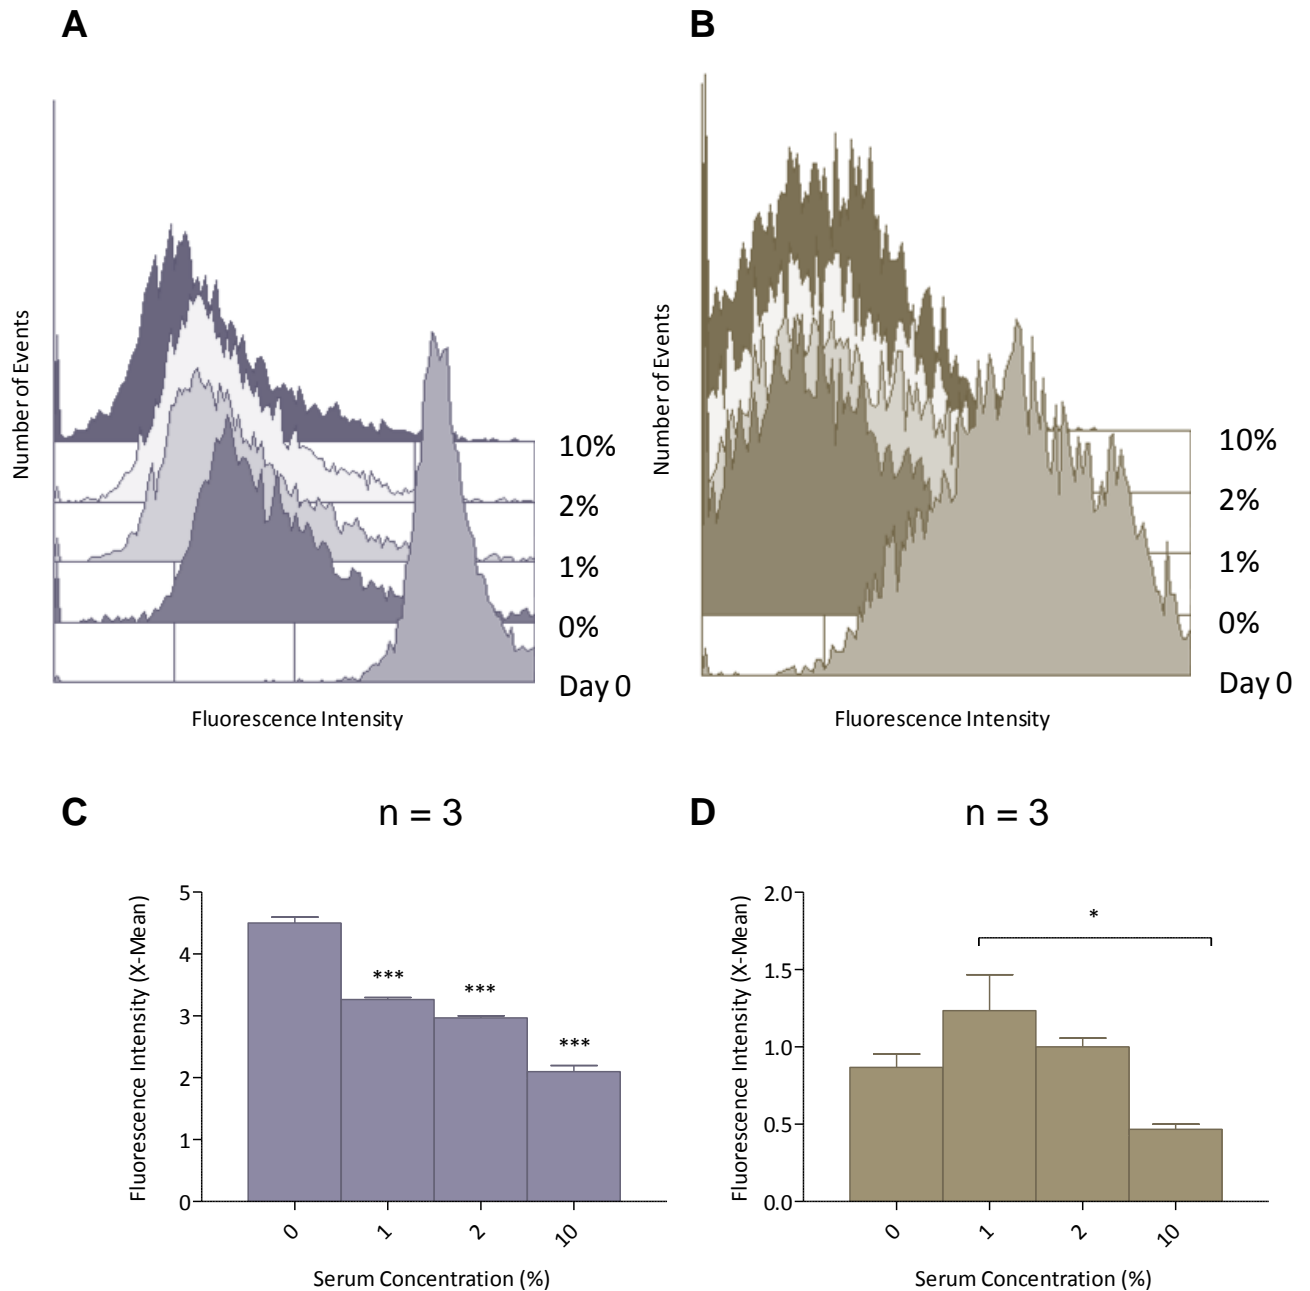 A
B
Number of Events
10%
2%
1%
0%
Day 0
Fluorescence Intensity
Number of Events
10%
2%
1%
0%
Day 0
Fluorescence Intensity
C
n = 3
D
n = 3
Fluorescence Intensity (X-Mean)
5
4
3
2
1
0
***
***
***
0
1
2
10
Serum Concentration (%)
Fluorescence Intensity (X-Mean)
2.0
1.5
1.0
0.5
0.0
*
0
1
2
10
Serum Concentration (%)